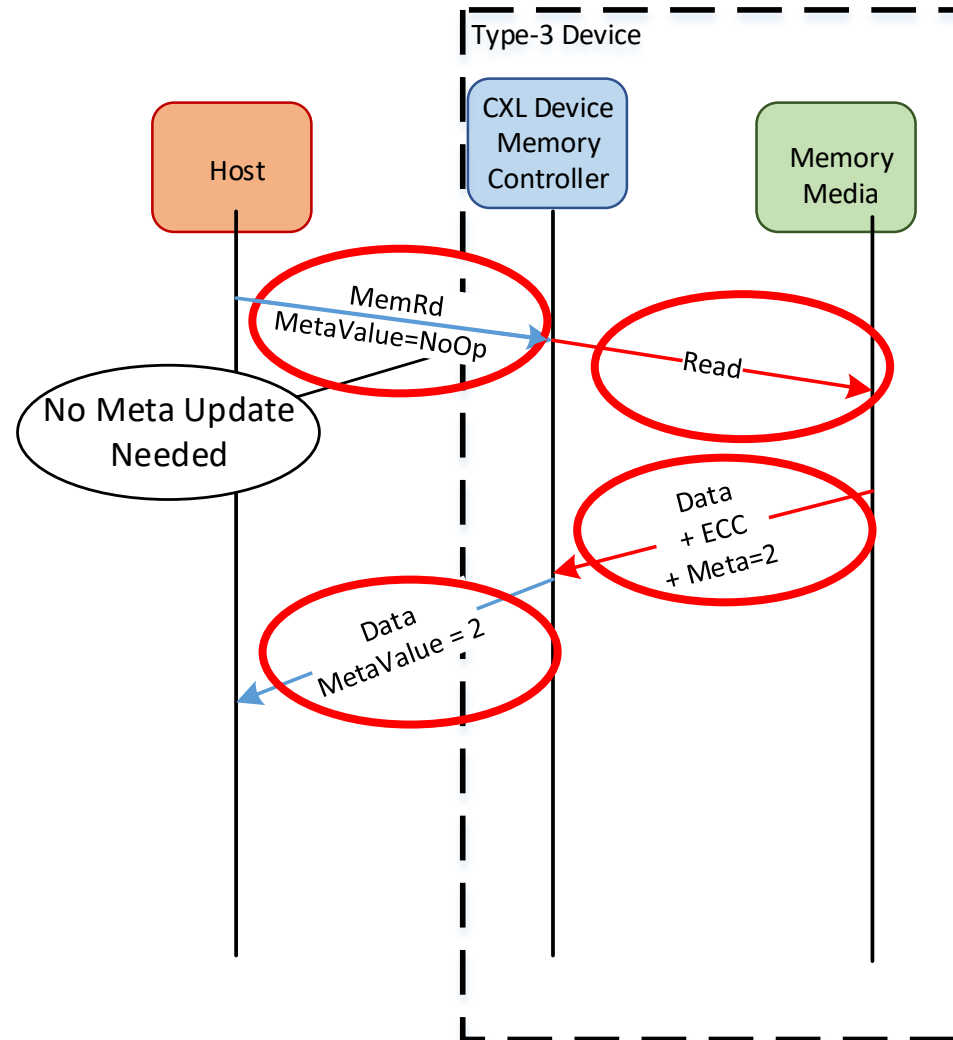 Type-3 Device
Host
CXL Device
Memory
Controller
Memory
Media
MemRd
MetaValue=NoOp
Read
No Meta Update
Needed
Data
+ ECC
+ Meta=2
Data
MetaValue = 2